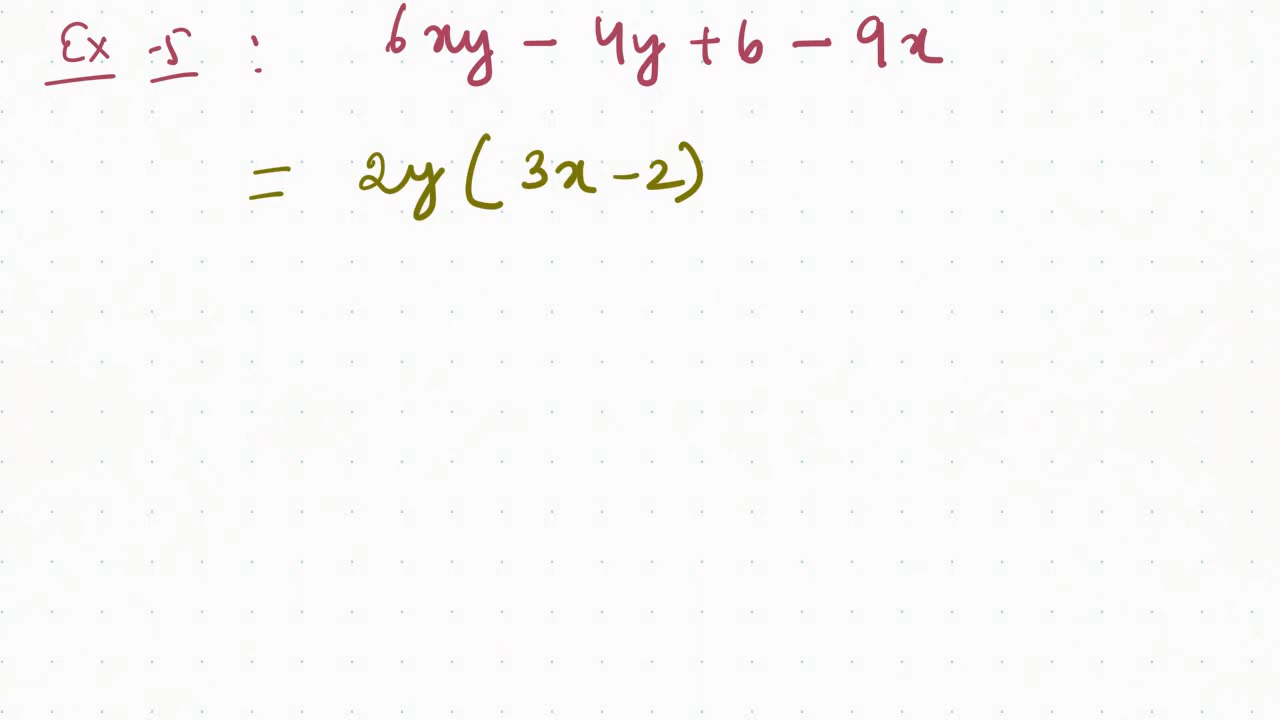 Ex -5 : 6xy - 4y + 6 - 9x
= 2y ( 3x - 2)